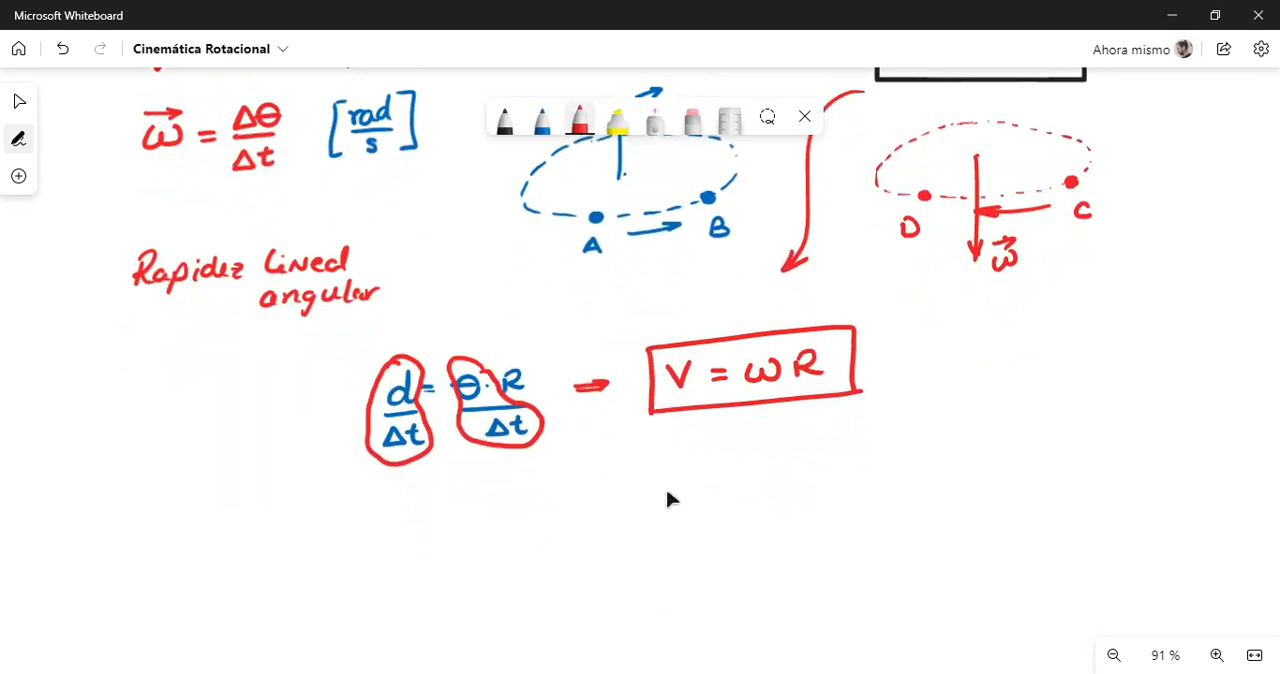 Microsoft Whiteboard
Cinemática Rotacional
Ahora mismo
ω⃗ = Δθ/Δt [rad/s]
A
B
D
C
ω⃗
Rapidez Lineal
angular
d/Δt = θ·R/Δt ⇒ V = ωR
91 %